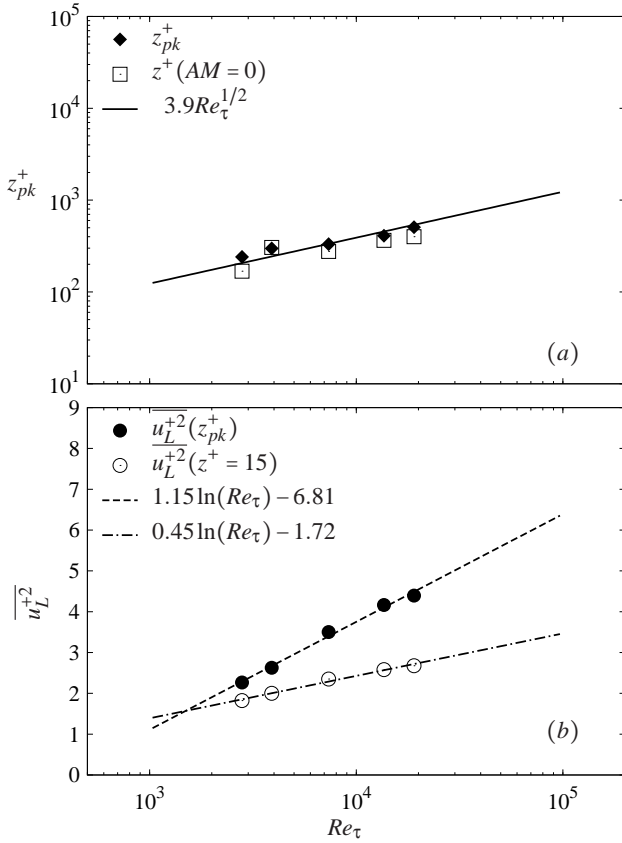 10^5
z_{pk}^+
z^+(AM = 0)
10^4
3.9Re_τ^{1/2}
z_{pk}^+
10^3
10^2
(a)
10^1
9
\overline{u_L^{+2}}(z_{pk}^+)
8
\overline{u_L^{+2}}(z^+ = 15)
7
1.15 ln(Re_τ) – 6.81
6
0.45 ln(Re_τ) – 1.72
5
\overline{u_L^{+2}}
4
3
2
1
(b)
0
10^3 10^4 10^5
Re_τ